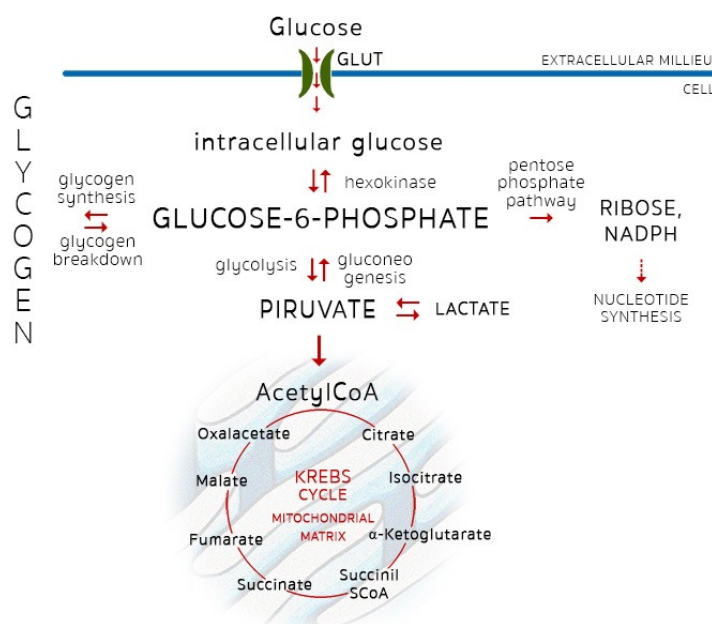 Glucose
GLUT
EXTRACELLULAR MILLIEU
CELL
GLYCOGEN
intracellular glucose
hexokinase
glycogen
synthesis
glycogen
breakdown
GLUCOSE-6-PHOSPHATE
pentose
phosphate
pathway
RIBOSE,
NADPH
NUCLEOTIDE
SYNTHESIS
glycolysis
gluconeo
genesis
PIRUVATE
LACTATE
AcetylCoA
Oxalacetate
Citrate
Malate
Isocitrate
KREBS
CYCLE
MITOCHONDRIAL
MATRIX
Fumarate
α-Ketoglutarate
Succinate
Succinil
SCoA